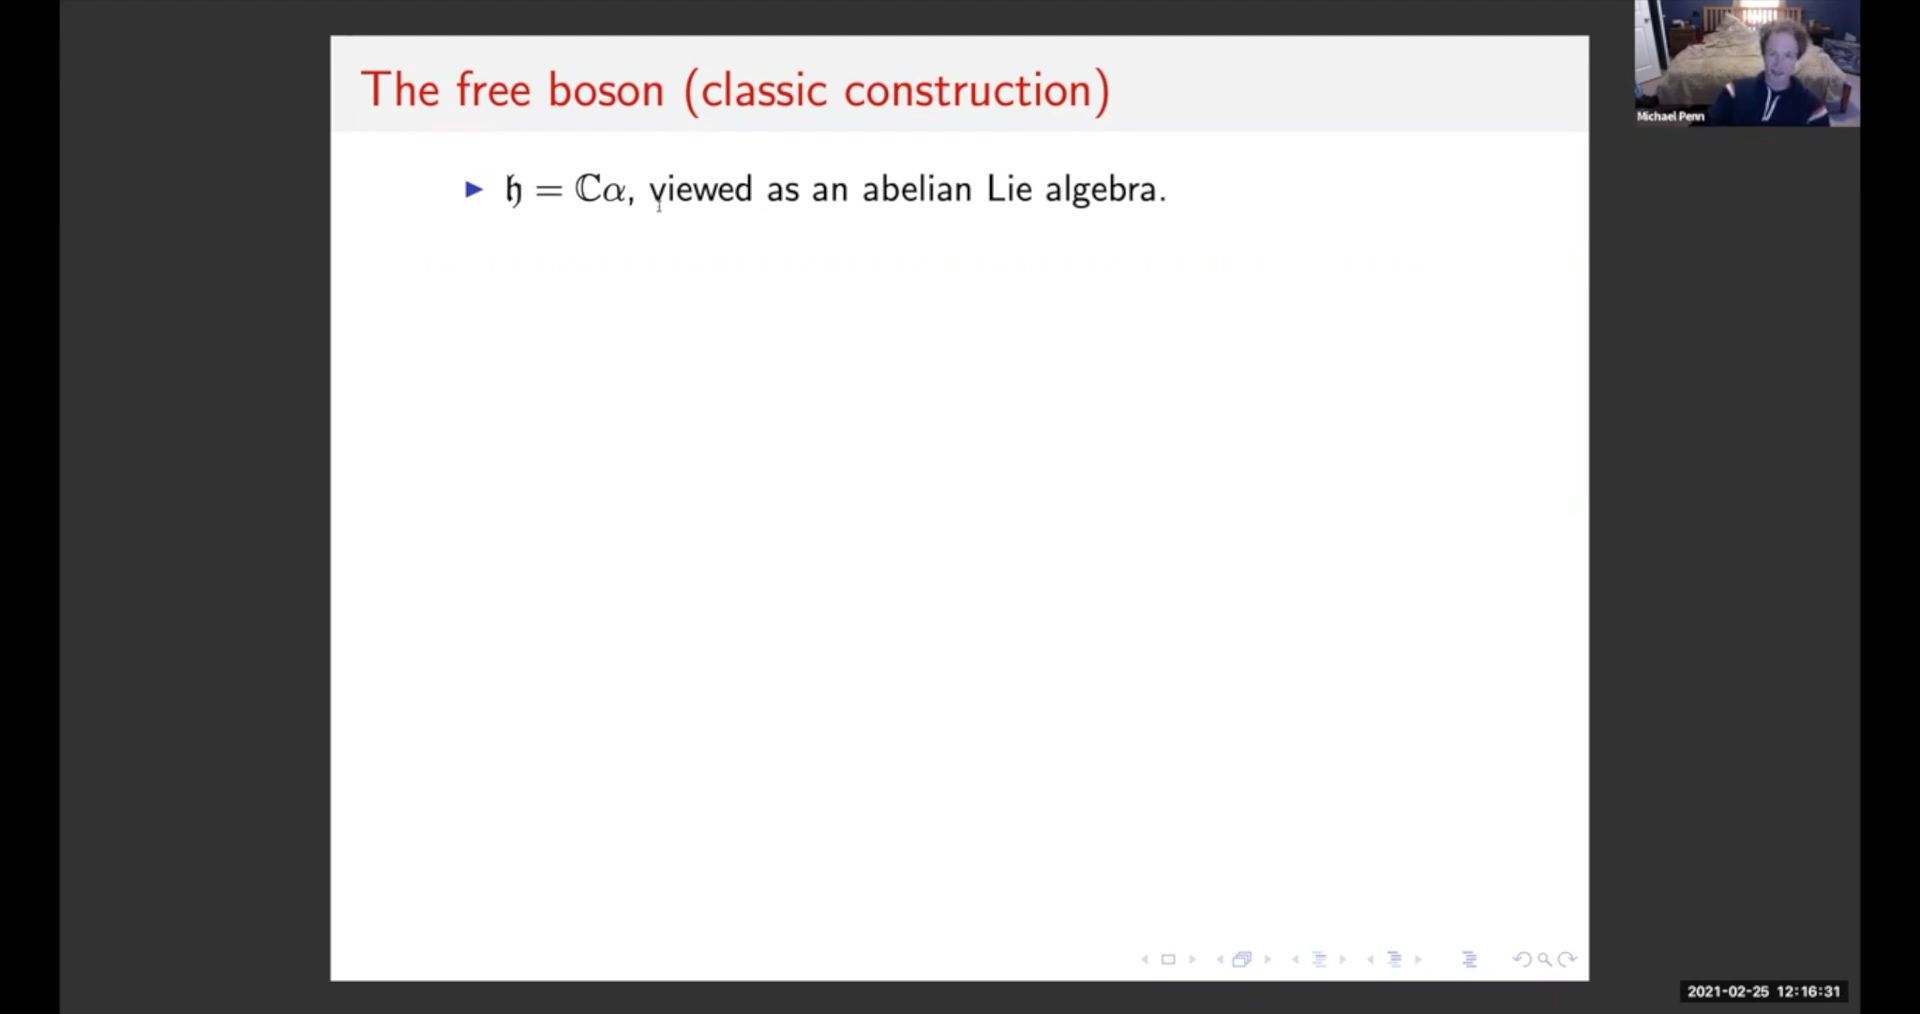 The free boson (classic construction)
Michael Penn
▶ 𝔥 = ℂα, viewed as an abelian Lie algebra.
2021-02-25 12:16:31